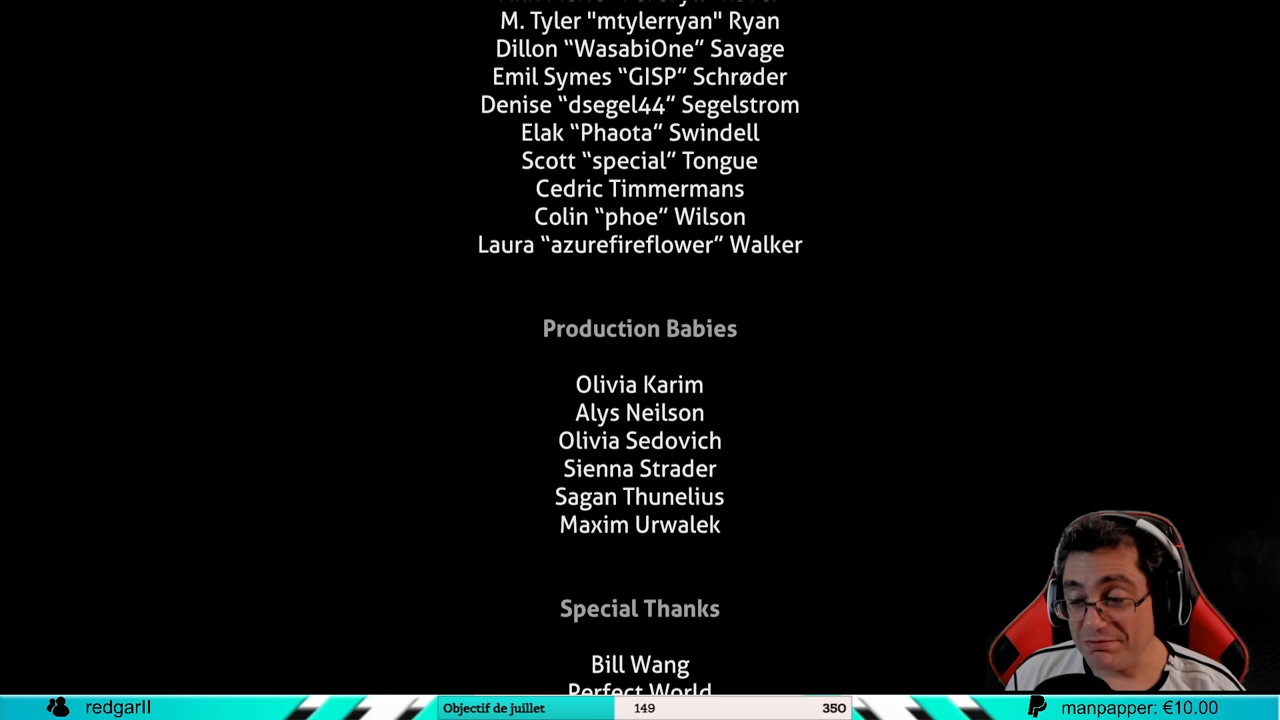 M. Tyler "mtylerryan" Ryan
Dillon “WasabiOne” Savage
Emil Symes “GISP” Schrøder
Denise “dsegel44” Segelstrom
Elak “Phaota” Swindell
Scott “special” Tongue
Cedric Timmermans
Colin “phoe” Wilson
Laura “azurefireflower” Walker
Production Babies
Olivia Karim
Alys Neilson
Olivia Sedovich
Sienna Strader
Sagan Thunelius
Maxim Urwalek
Special Thanks
Bill Wang
Perfect World
redgarII
Objectif de juillet 149 350
manpapper: €10.00